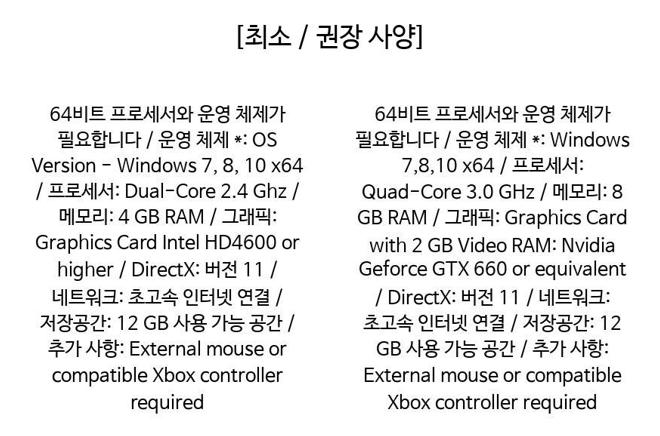 [최소 / 권장 사양]
64비트 프로세서와 운영 체제가
필요합니다 / 운영 체제 *: OS
Version - Windows 7, 8, 10 x64
/ 프로세서: Dual-Core 2.4 Ghz /
메모리: 4 GB RAM / 그래픽:
Graphics Card Intel HD4600 or
higher / DirectX: 버전 11 /
네트워크: 초고속 인터넷 연결 /
저장공간: 12 GB 사용 가능 공간 /
추가 사항: External mouse or
compatible Xbox controller
required
64비트 프로세서와 운영 체제가
필요합니다 / 운영 체제 *: Windows
7,8,10 x64 / 프로세서:
Quad-Core 3.0 GHz / 메모리: 8
GB RAM / 그래픽: Graphics Card
with 2 GB Video RAM: Nvidia
Geforce GTX 660 or equivalent
/ DirectX: 버전 11 / 네트워크:
초고속 인터넷 연결 / 저장공간: 12
GB 사용 가능 공간 / 추가 사항:
External mouse or compatible
Xbox controller required